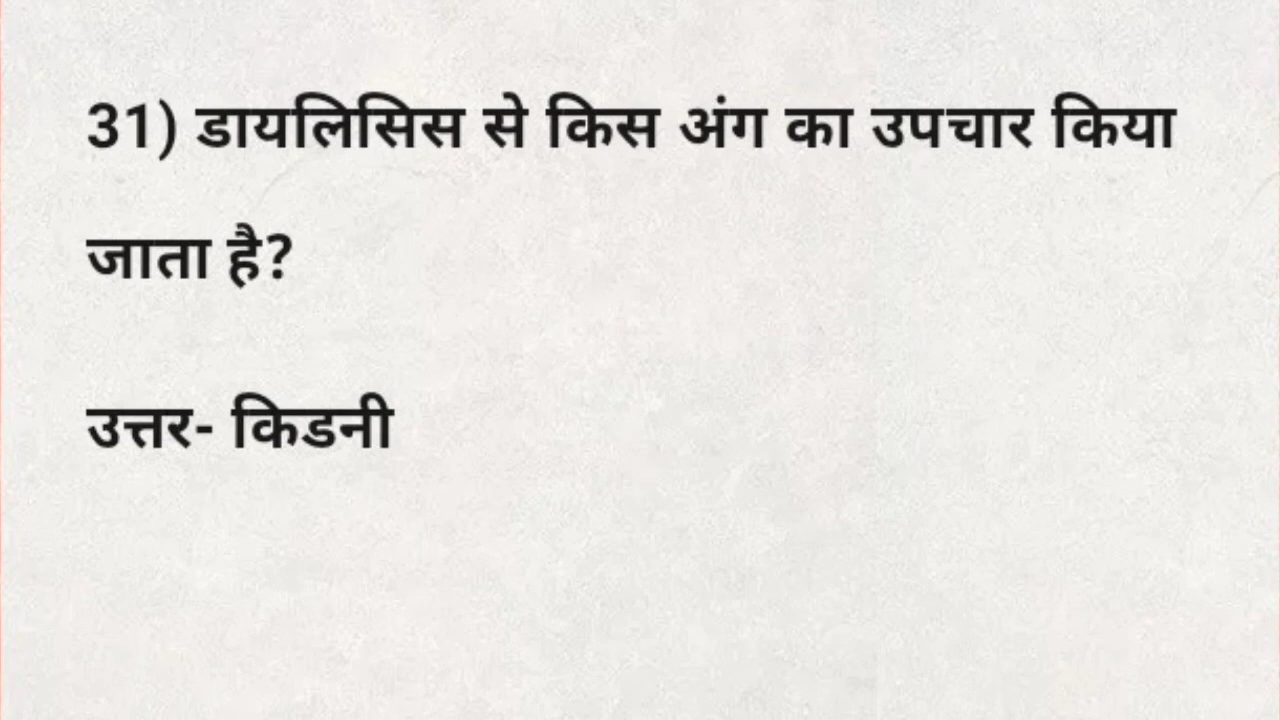 31) डायलिसिस से किस अंग का उपचार किया
जाता है?
उत्तर- किडनी